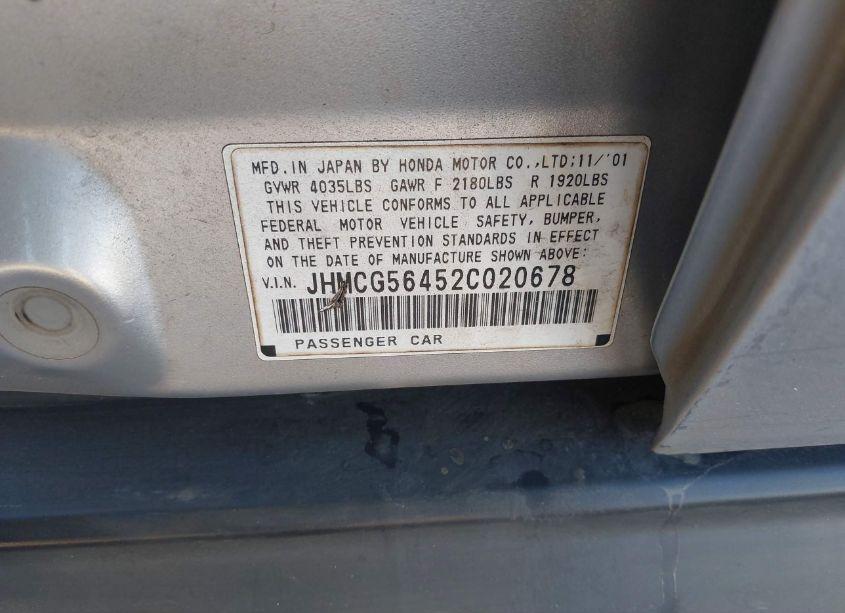 MFD.IN JAPAN BY HONDA MOTOR CO.,LTD;11/'01
GVWR 4035LBS GAWR F 2180LBS R 1920LBS
THIS VEHICLE CONFORMS TO ALL APPLICABLE
FEDERAL MOTOR VEHICLE SAFETY, BUMPER,
AND THEFT PREVENTION STANDARDS IN EFFECT
ON THE DATE OF MANUFACTURE SHOWN ABOVE:
V.I.N. JHMCG56452C020678
PASSENGER CAR